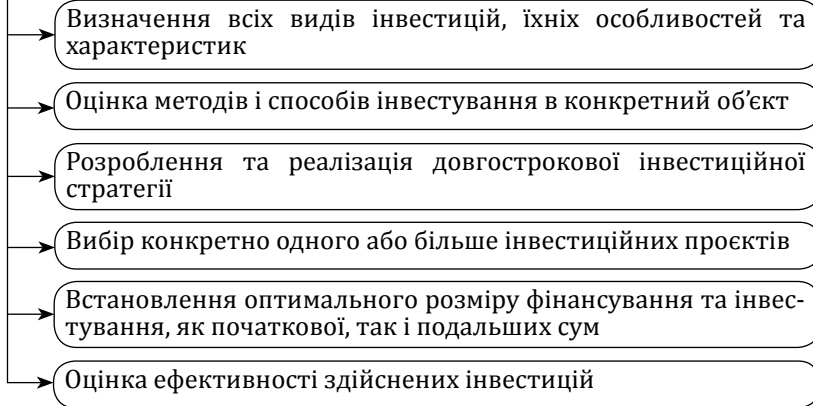 Визначення всіх видів інвестицій, їхніх особливостей та
характеристик
Оцінка методів і способів інвестування в конкретний об’єкт
Розроблення та реалізація довгострокової інвестиційної
стратегії
Вибір конкретно одного або більше інвестиційних проєктів
Встановлення оптимального розміру фінансування та інвес-
тування, як початкової, так і подальших сум
Оцінка ефективності здійснених інвестицій